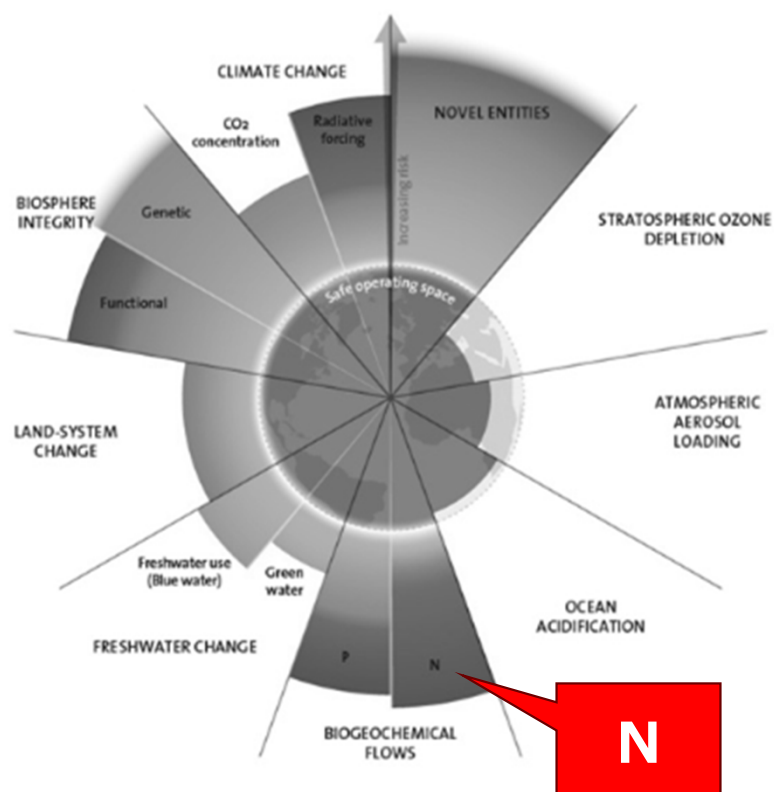 CLIMATE CHANGE
CO2
concentration
Radiative
forcing
NOVEL ENTITIES
Increasing risk
BIOSPHERE
INTEGRITY
Genetic
Functional
STRATOSPHERIC OZONE
DEPLETION
Safe operating space
ATMOSPHERIC
AEROSOL
LOADING
LAND-SYSTEM
CHANGE
Freshwater use
(Blue water)
Green
water
FRESHWATER CHANGE
OCEAN
ACIDIFICATION
P
N
BIOGEOCHEMICAL
FLOWS
N